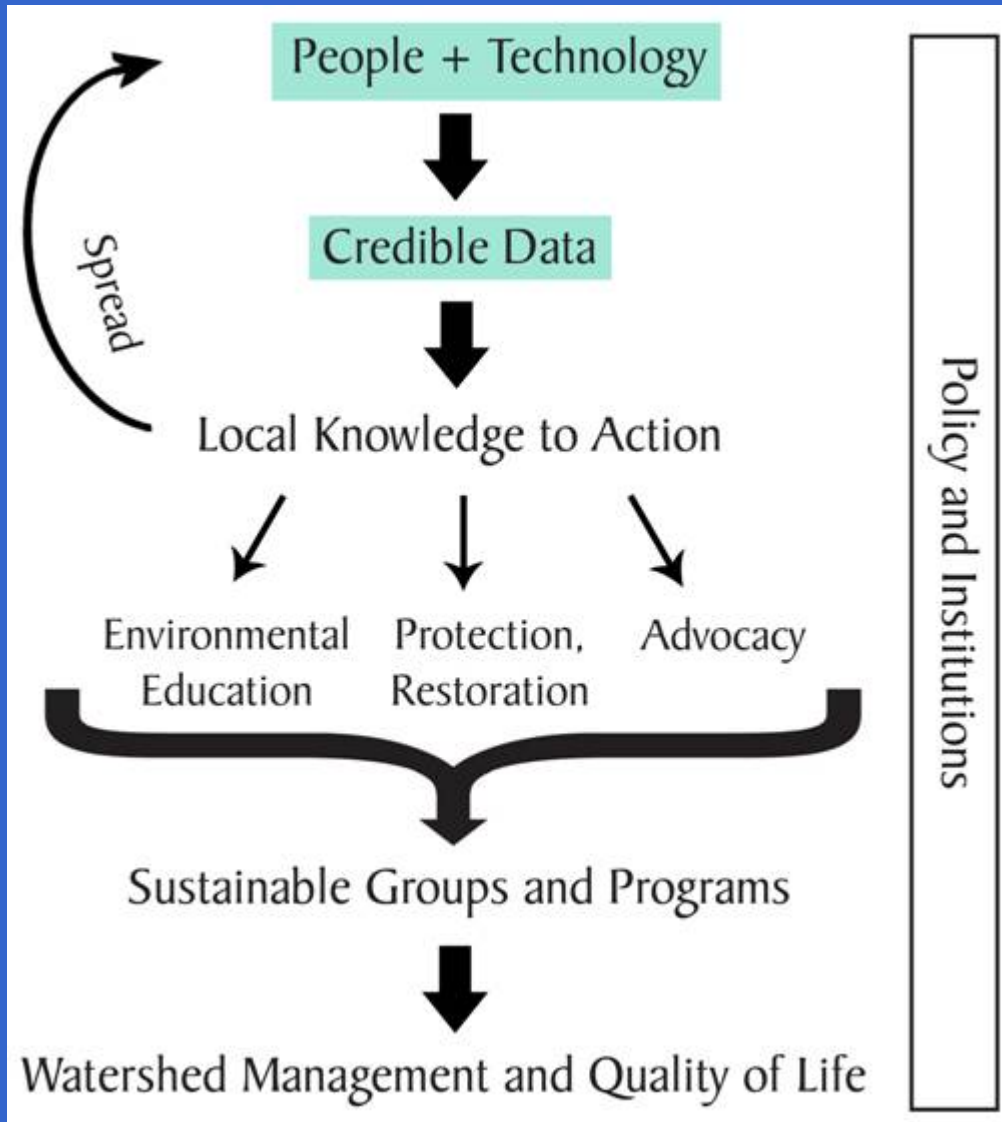 People + Technology
Credible Data
Spread
Local Knowledge to Action
Environmental
Education
Protection,
Restoration
Advocacy
Sustainable Groups and Programs
Watershed Management and Quality of Life
Policy and Institutions